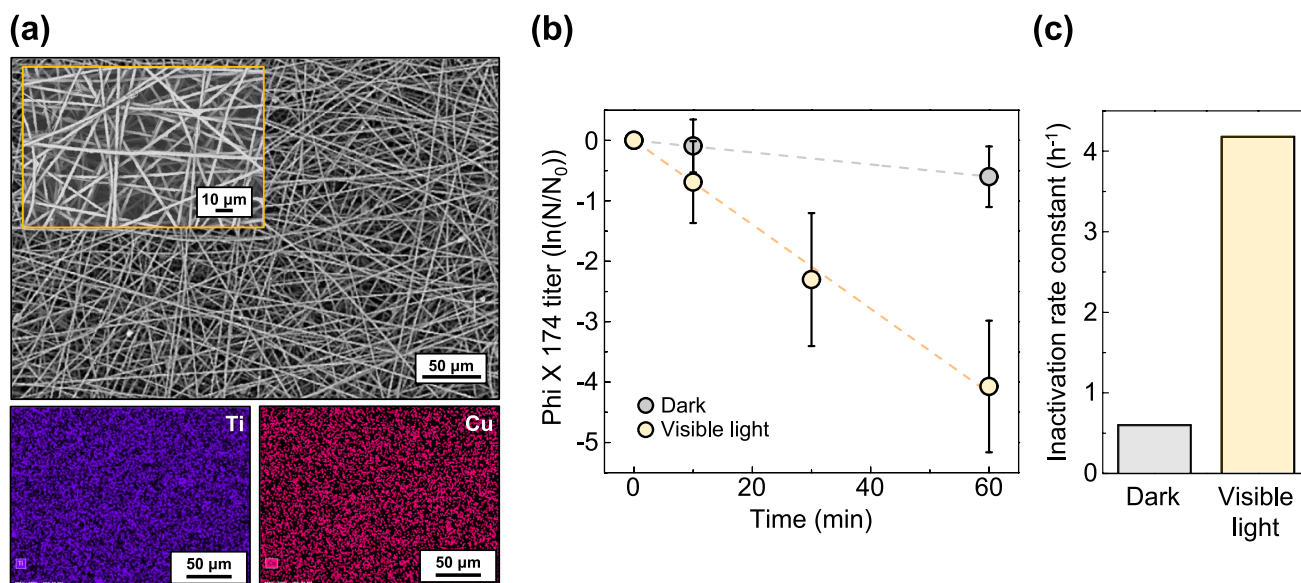 (a)
10 µm
50 µm
Ti
50 µm
Cu
50 µm
(b)
Phi X 174 titer (ln(N/N₀))
0
-1
-2
-3
-4
-5
Dark
Visible light
0
20
40
60
Time (min)
(c)
Inactivation rate constant (h⁻¹)
4
3
2
1
0
Dark
Visible
light